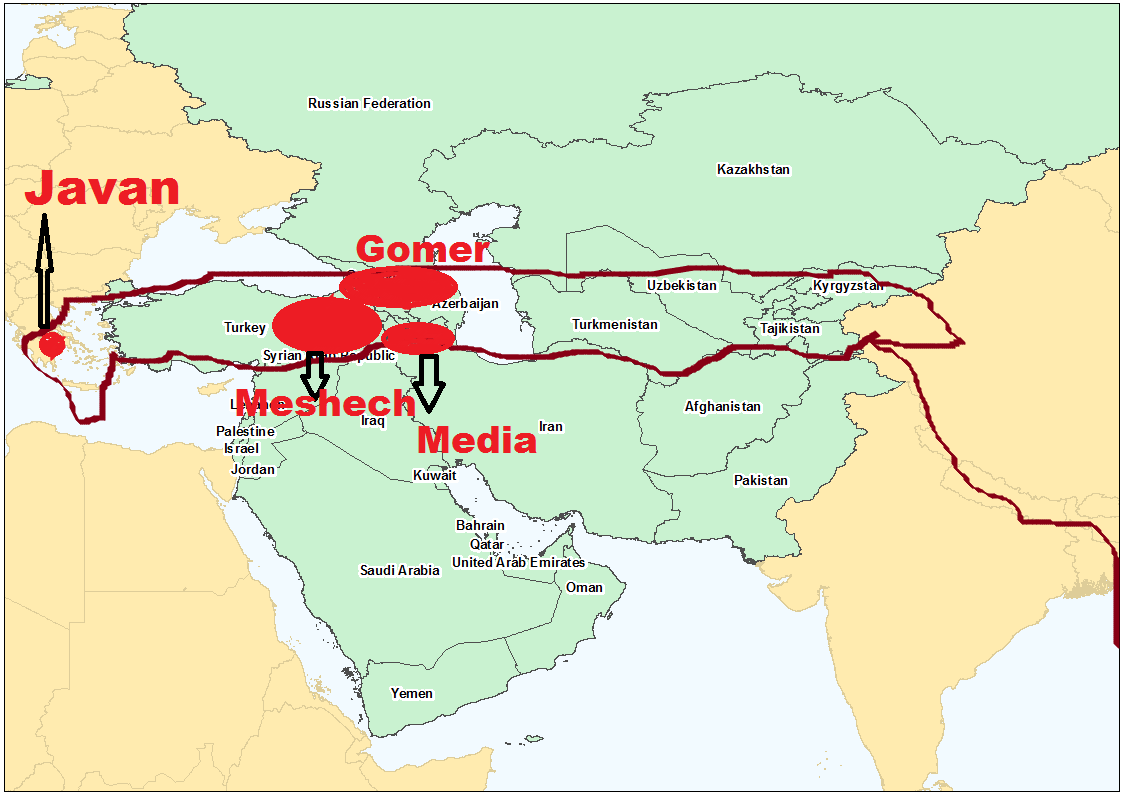 Russian Federation
Kazakhstan
Javan
Gomer
Uzbekistan
Kyrgyzstan
Azerbaijan
Turkey
Turkmenistan
Tajikistan
Syrian Republic
Lebanon
Meshech
Afghanistan
Iraq
Iran
Palestine
Media
Israel
Jordan
Kuwait
Pakistan
Bahrain
Qatar
United Arab Emirates
Saudi Arabia
Oman
Yemen